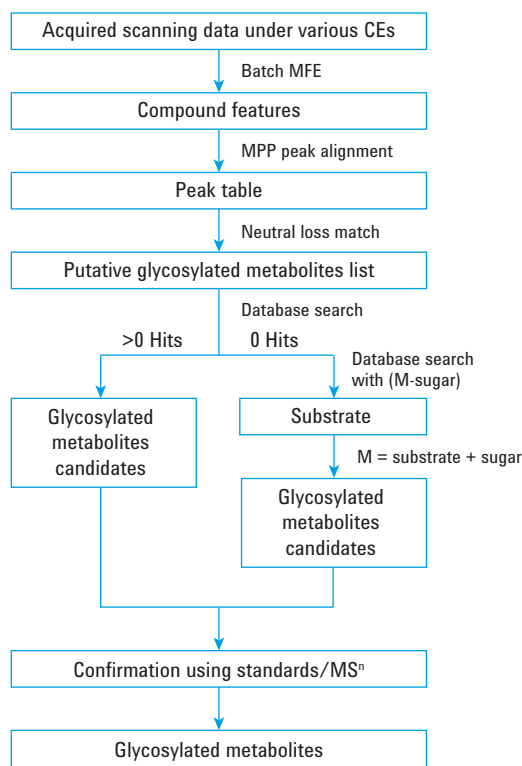 Acquired scanning data under various CEs
Batch MFE
Compound features
MPP peak alignment
Peak table
Neutral loss match
Putative glycosylated metabolites list
Database search
>0 Hits
0 Hits
Database search
with (M-sugar)
Glycosylated
metabolites
candidates
Substrate
M = substrate + sugar
Glycosylated
metabolites
candidates
Confirmation using standards/MSⁿ
Glycosylated metabolites